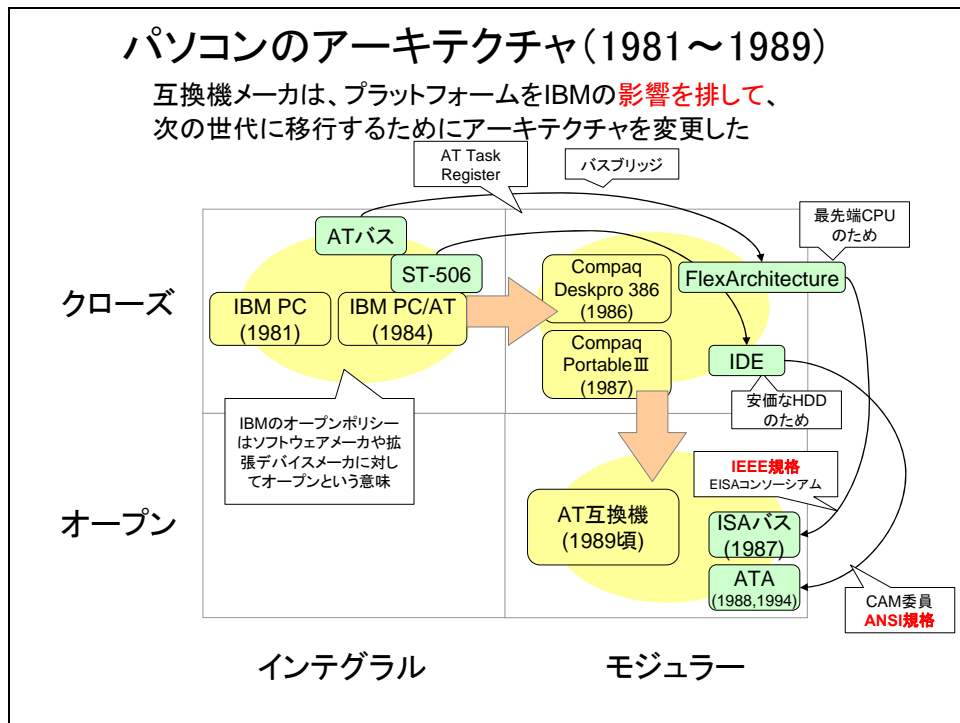 パソコンのアーキテクチャ(1981～1989)
互換機メーカは、プラットフォームをIBMの影響を排して、
次の世代に移行するためにアーキテクチャを変更した
AT Task
Register
バスブリッジ
最先端CPU
のため
ATバス
ST-506
FlexArchitecture
クローズ
IBM PC
(1981)
IBM PC/AT
(1984)
Compaq
Deskpro 386
(1986)
Compaq
PortableⅢ
(1987)
IDE
安価なHDD
のため
IBMのオープンポリシー
はソフトウェアメーカや拡
張デバイスメーカに対し
てオープンという意味
IEEE規格
EISAコンソーシアム
オープン
AT互換機
(1989頃)
ISAバス
(1987)
ATA
(1988,1994)
CAM委員
ANSI規格
インテグラル
モジュラー